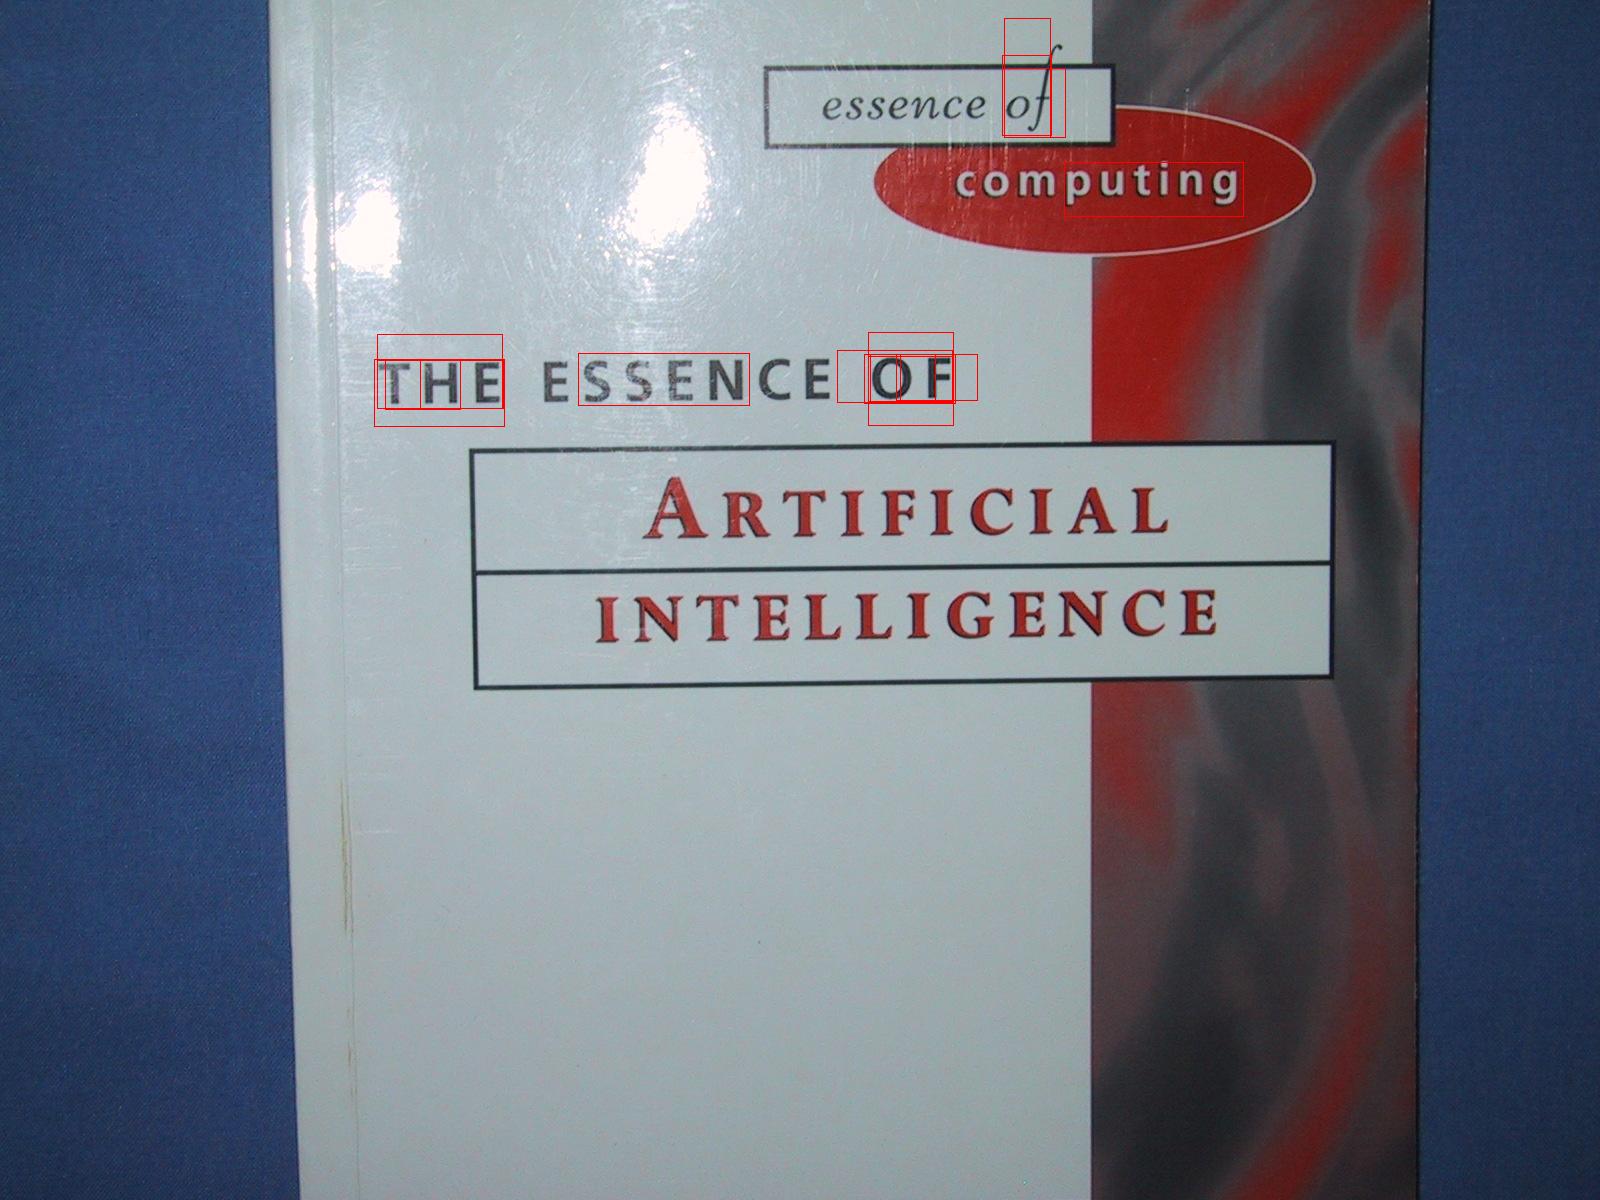 essence of
computing
THE ESSENCE OF
ARTIFICIAL
INTELLIGENCE